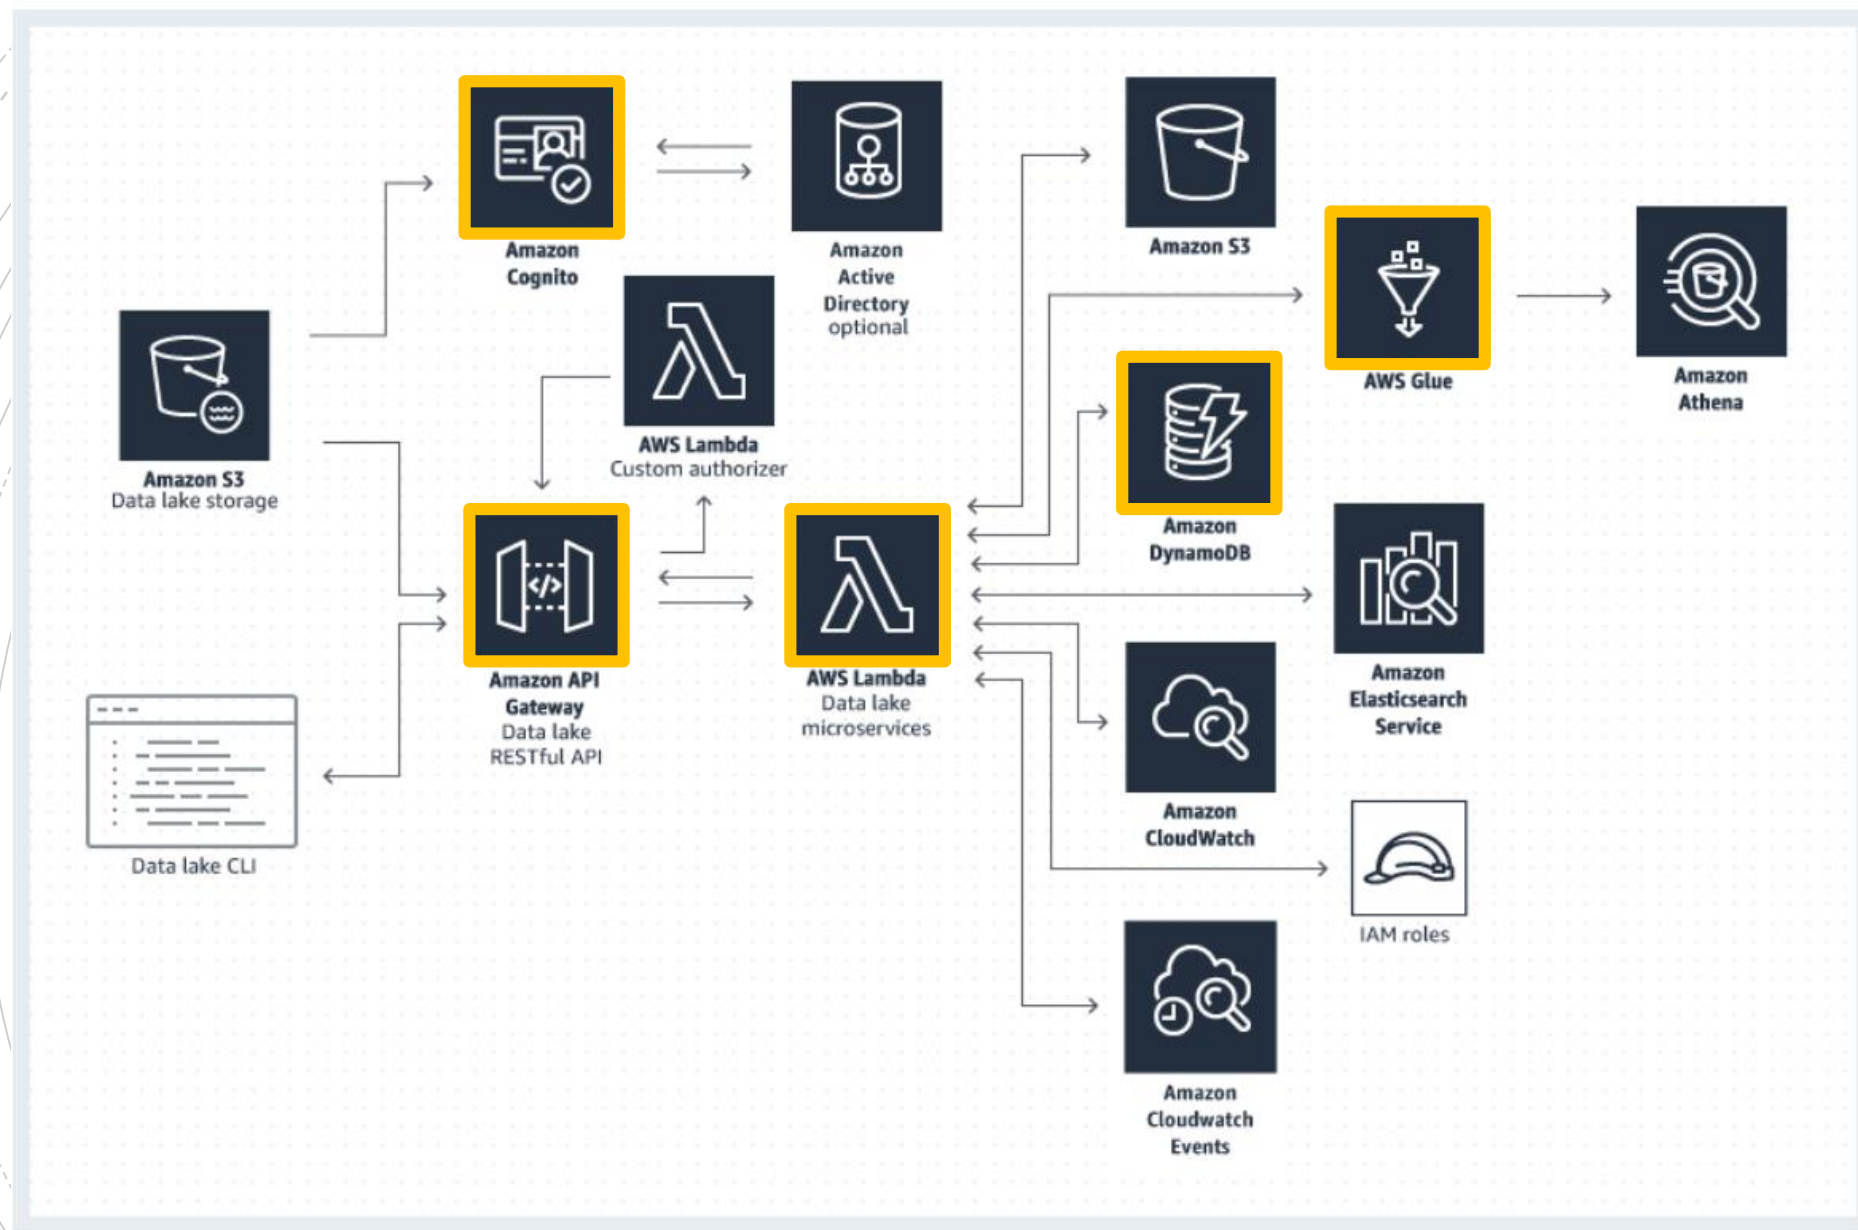 Amazon
Cognito
Amazon
Active
Directory
optional
Amazon S3
AWS Glue
Amazon
Athena
Amazon S3
Data lake storage
AWS Lambda
Custom authorizer
Amazon
DynamoDB
Amazon API
Gateway
Data lake
RESTful API
</>
AWS Lambda
Data lake
microservices
Amazon
Elasticsearch
Service
Amazon
CloudWatch
Data lake CLI
IAM roles
Amazon
Cloudwatch
Events